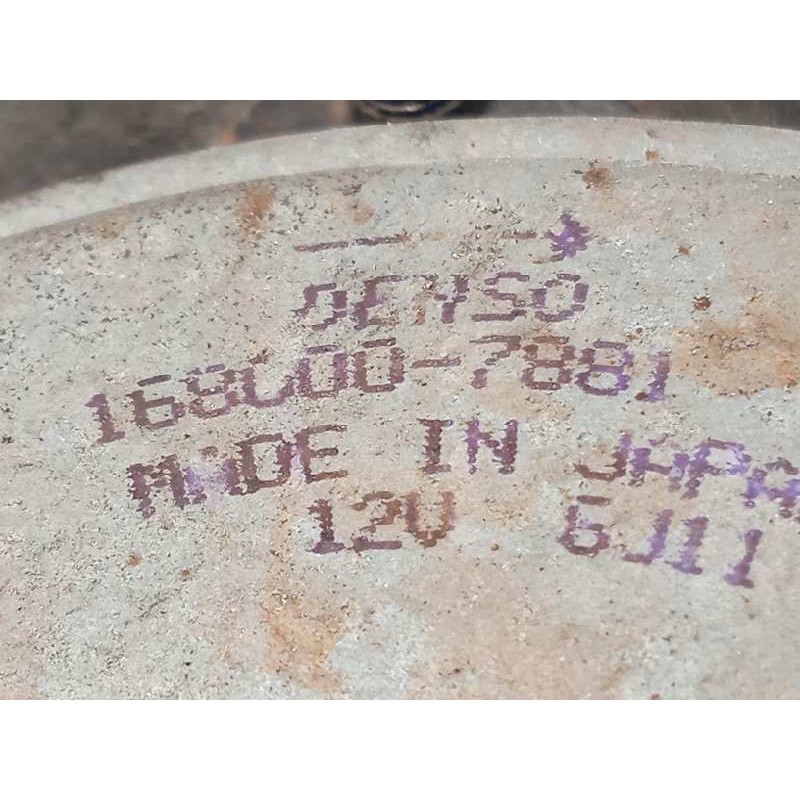 DENSO
168000-7881
MADE IN JAPA
12V 6J11